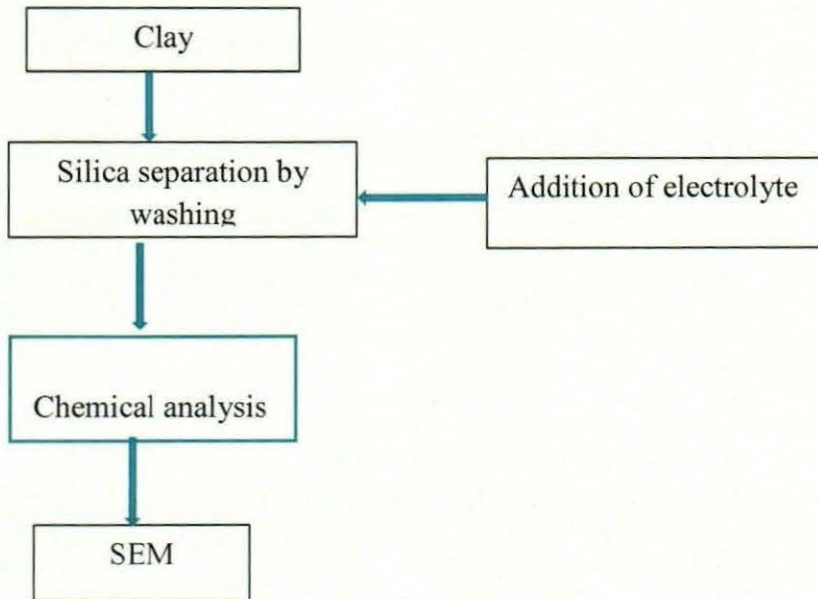 Clay
Silica separation by
washing
Addition of electrolyte
Chemical analysis
SEM